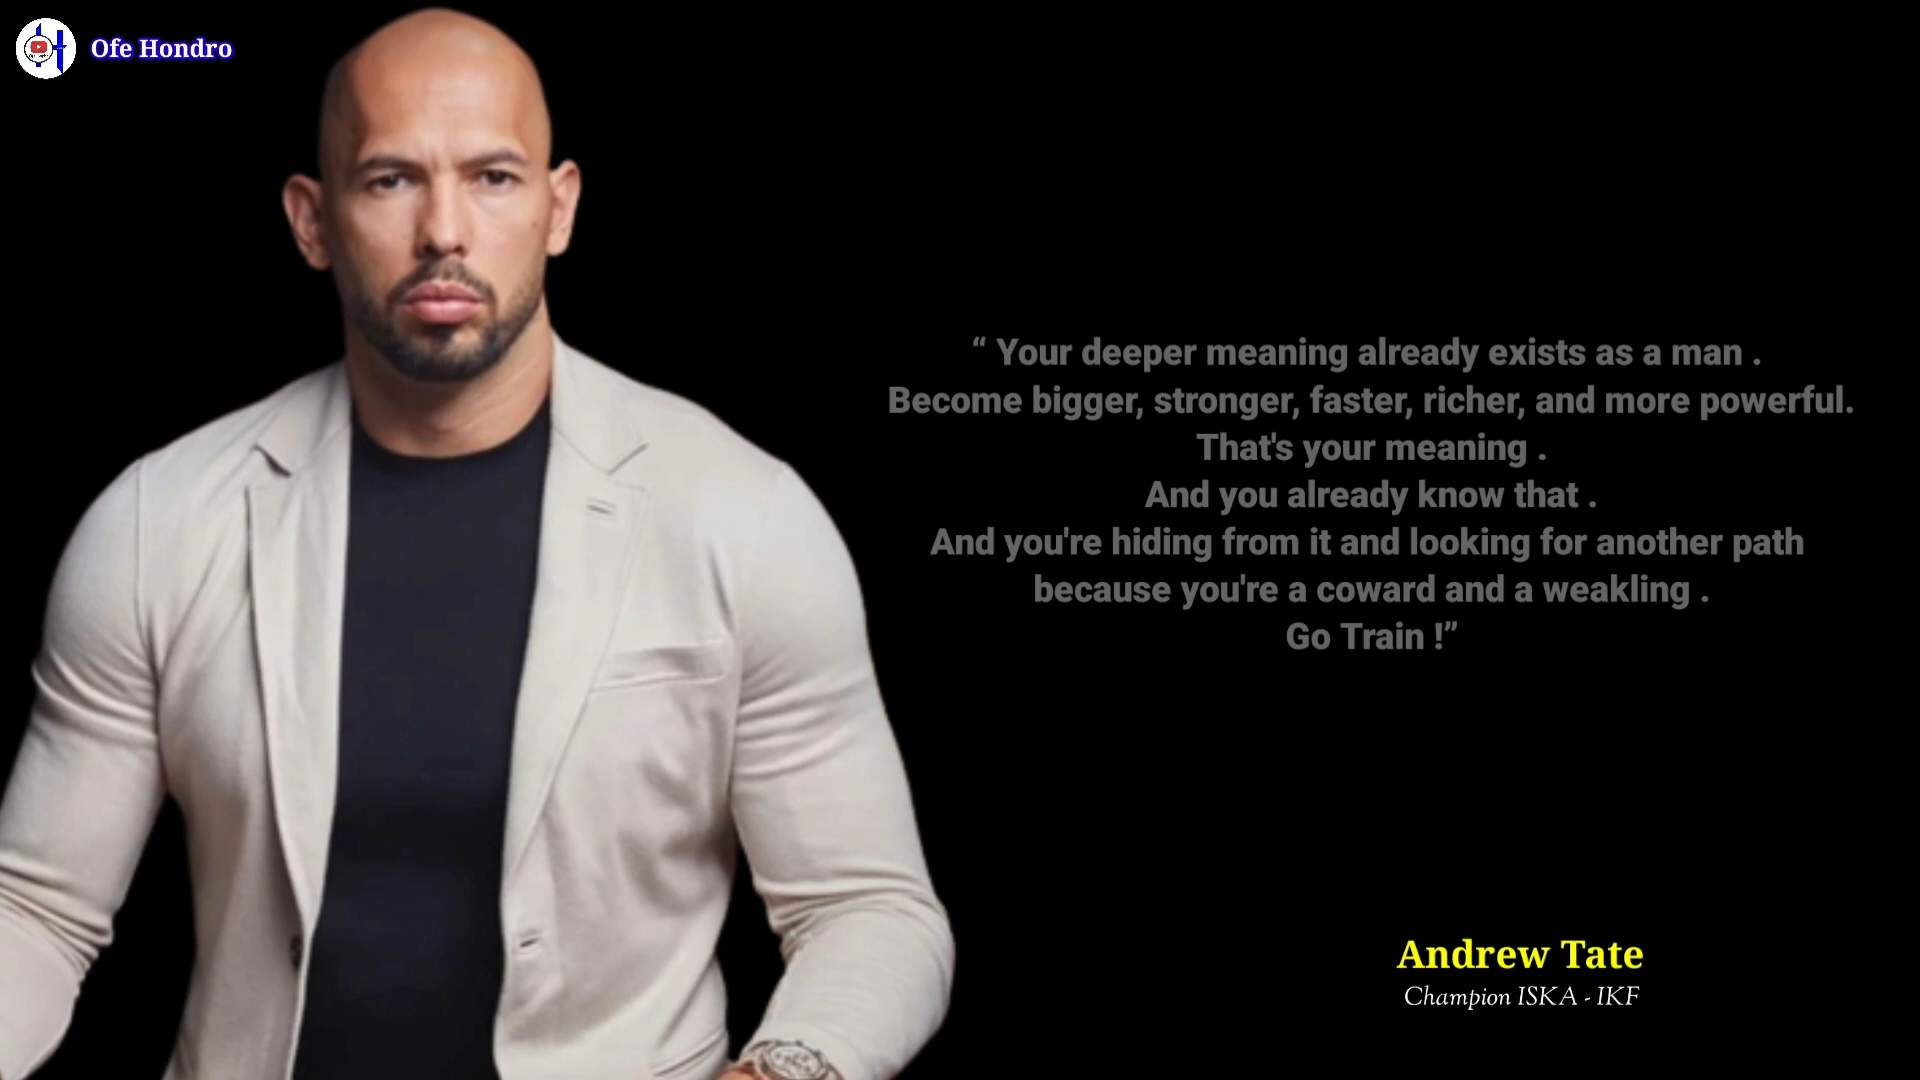 Ofe Hondro
“ Your deeper meaning already exists as a man .
Become bigger, stronger, faster, richer, and more powerful.
That's your meaning .
And you already know that .
And you're hiding from it and looking for another path
because you're a coward and a weakling .
Go Train !”
Andrew Tate
Champion ISKA - IKF